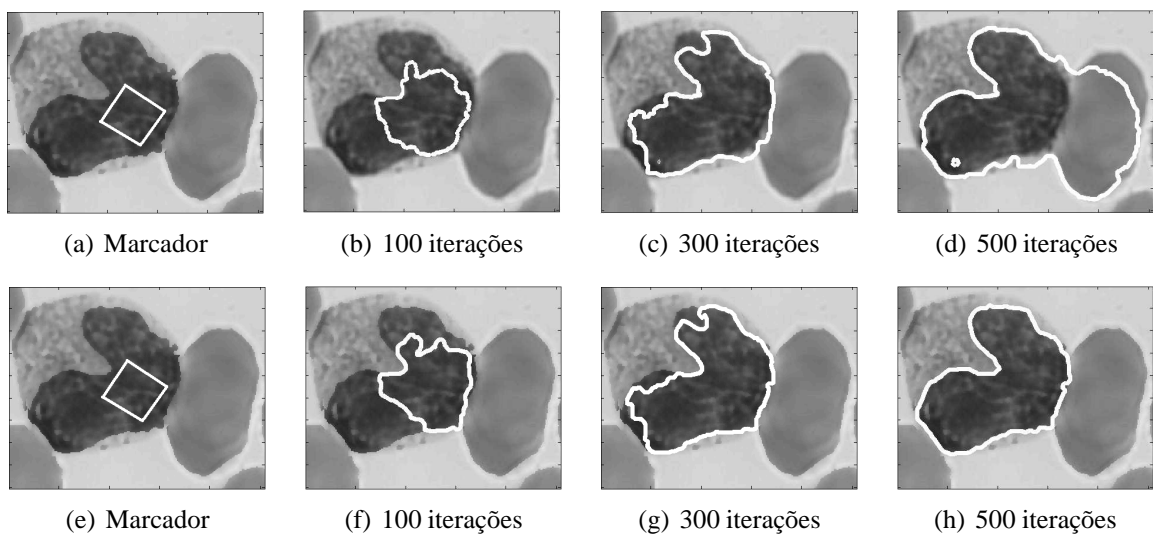 (a) Marcador (b) 100 iterações (c) 300 iterações (d) 500 iterações
(e) Marcador (f) 100 iterações (g) 300 iterações (h) 500 iterações